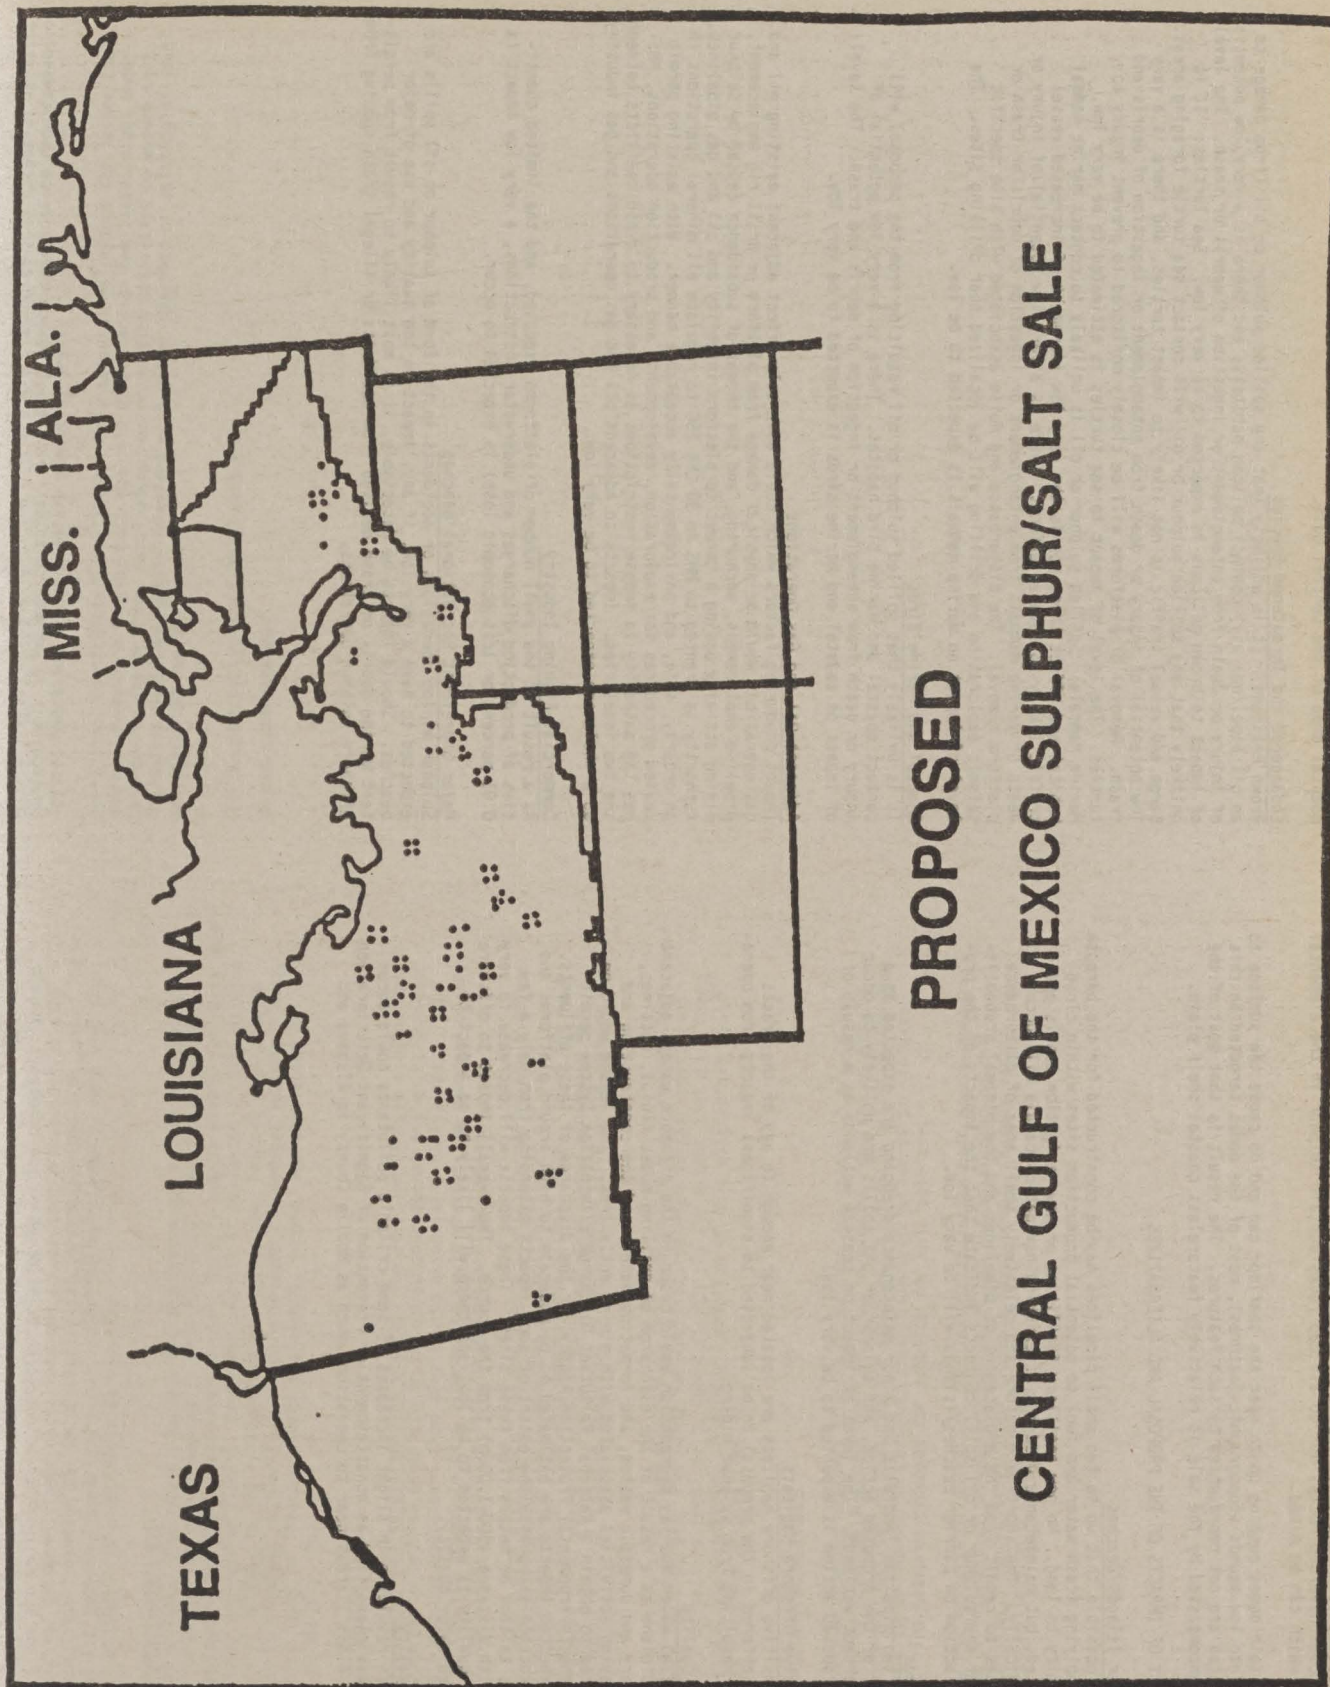 TEXAS
LOUISIANA
MISS.
ALA.
PROPOSED
CENTRAL GULF OF MEXICO SULPHUR/SALT SALE